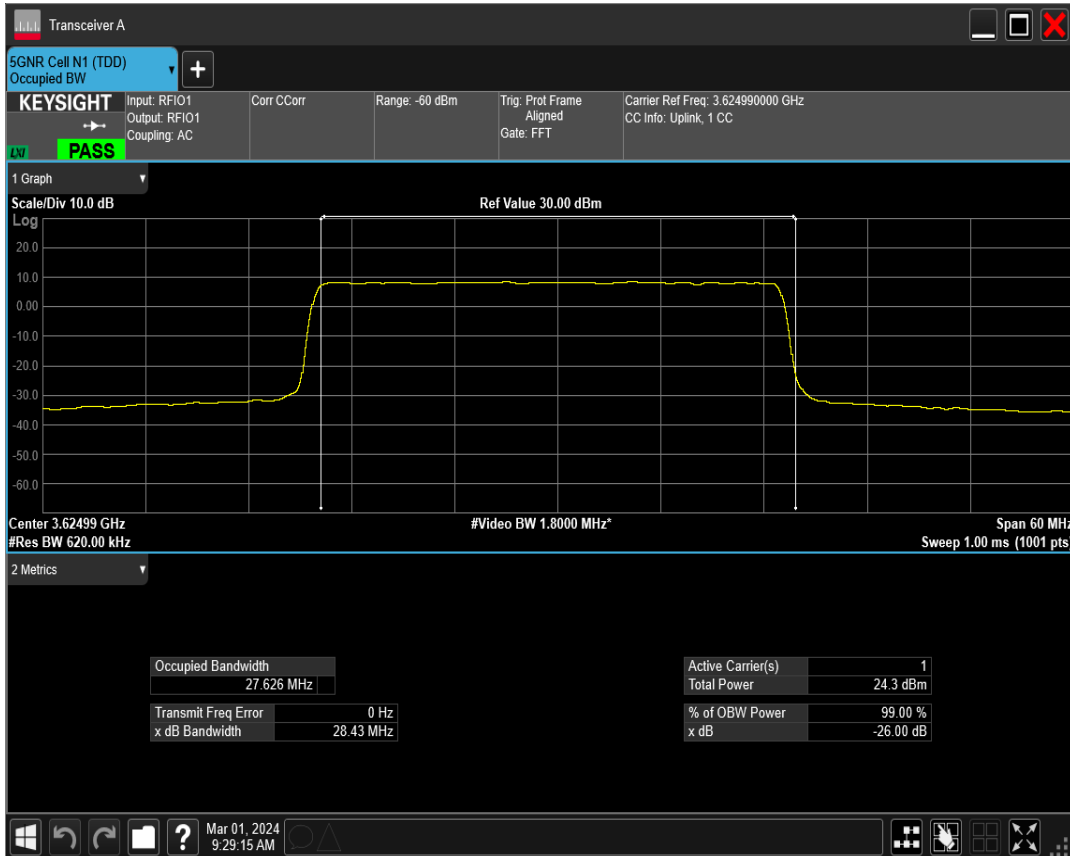 Transceiver A
5GNR Cell N1 (TDD)
Occupied BW
+
KEYSIGHT
LXI
PASS
Input: RFIO1
Output: RFIO1
Coupling: AC
Corr CCorr
Range: -60 dBm
Trig: Prot Frame
Aligned
Gate: FFT
Carrier Ref Freq: 3.624990000 GHz
CC Info: Uplink, 1 CC
1 Graph
Scale/Div 10.0 dB
Ref Value 30.00 dBm
Log
20.0
10.0
0.00
-10.0
-20.0
-30.0
-40.0
-50.0
-60.0
Center 3.62499 GHz
#Video BW 1.8000 MHz*
Span 60 MHz
#Res BW 620.00 kHz
Sweep 1.00 ms (1001 pts)
2 Metrics
Occupied Bandwidth
27.626 MHz
Transmit Freq Error 0 Hz
x dB Bandwidth 28.43 MHz
Active Carrier(s) 1
Total Power 24.3 dBm
% of OBW Power 99.00 %
x dB -26.00 dB
?
Mar 01, 2024
9:29:15 AM